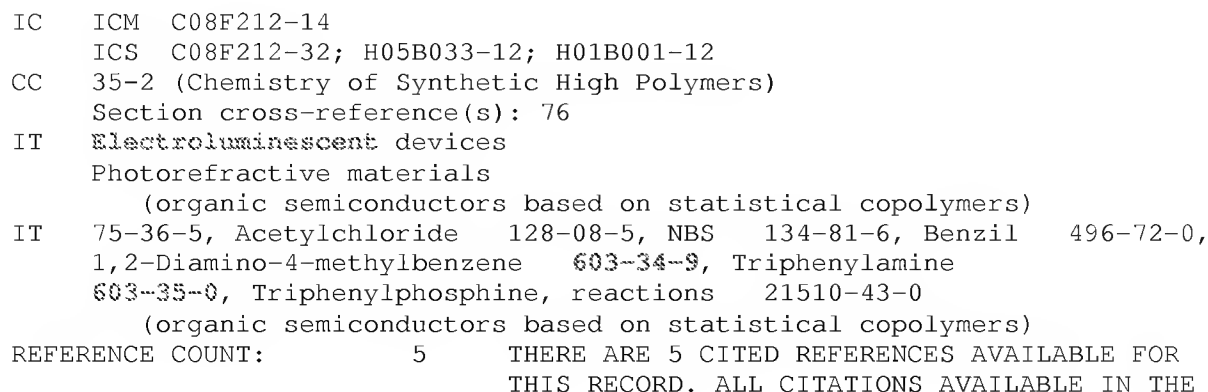 IC ICM C08F212-14
ICS C08F212-32; H05B033-12; H01B001-12
CC 35-2 (Chemistry of Synthetic High Polymers)
Section cross-reference(s): 76
IT Electroluminescent devices
Photorefractive materials
(organic semiconductors based on statistical copolymers)
IT 75-36-5, Acetylchloride 128-08-5, NBS 134-81-6, Benzil 496-72-0,
1,2-Diamino-4-methylbenzene 603-34-9, Triphenylamine
603-35-0, Triphenylphosphine, reactions 21510-43-0
(organic semiconductors based on statistical copolymers)
REFERENCE COUNT: 5 THERE ARE 5 CITED REFERENCES AVAILABLE FOR
THIS RECORD. ALL CITATIONS AVAILABLE IN THE